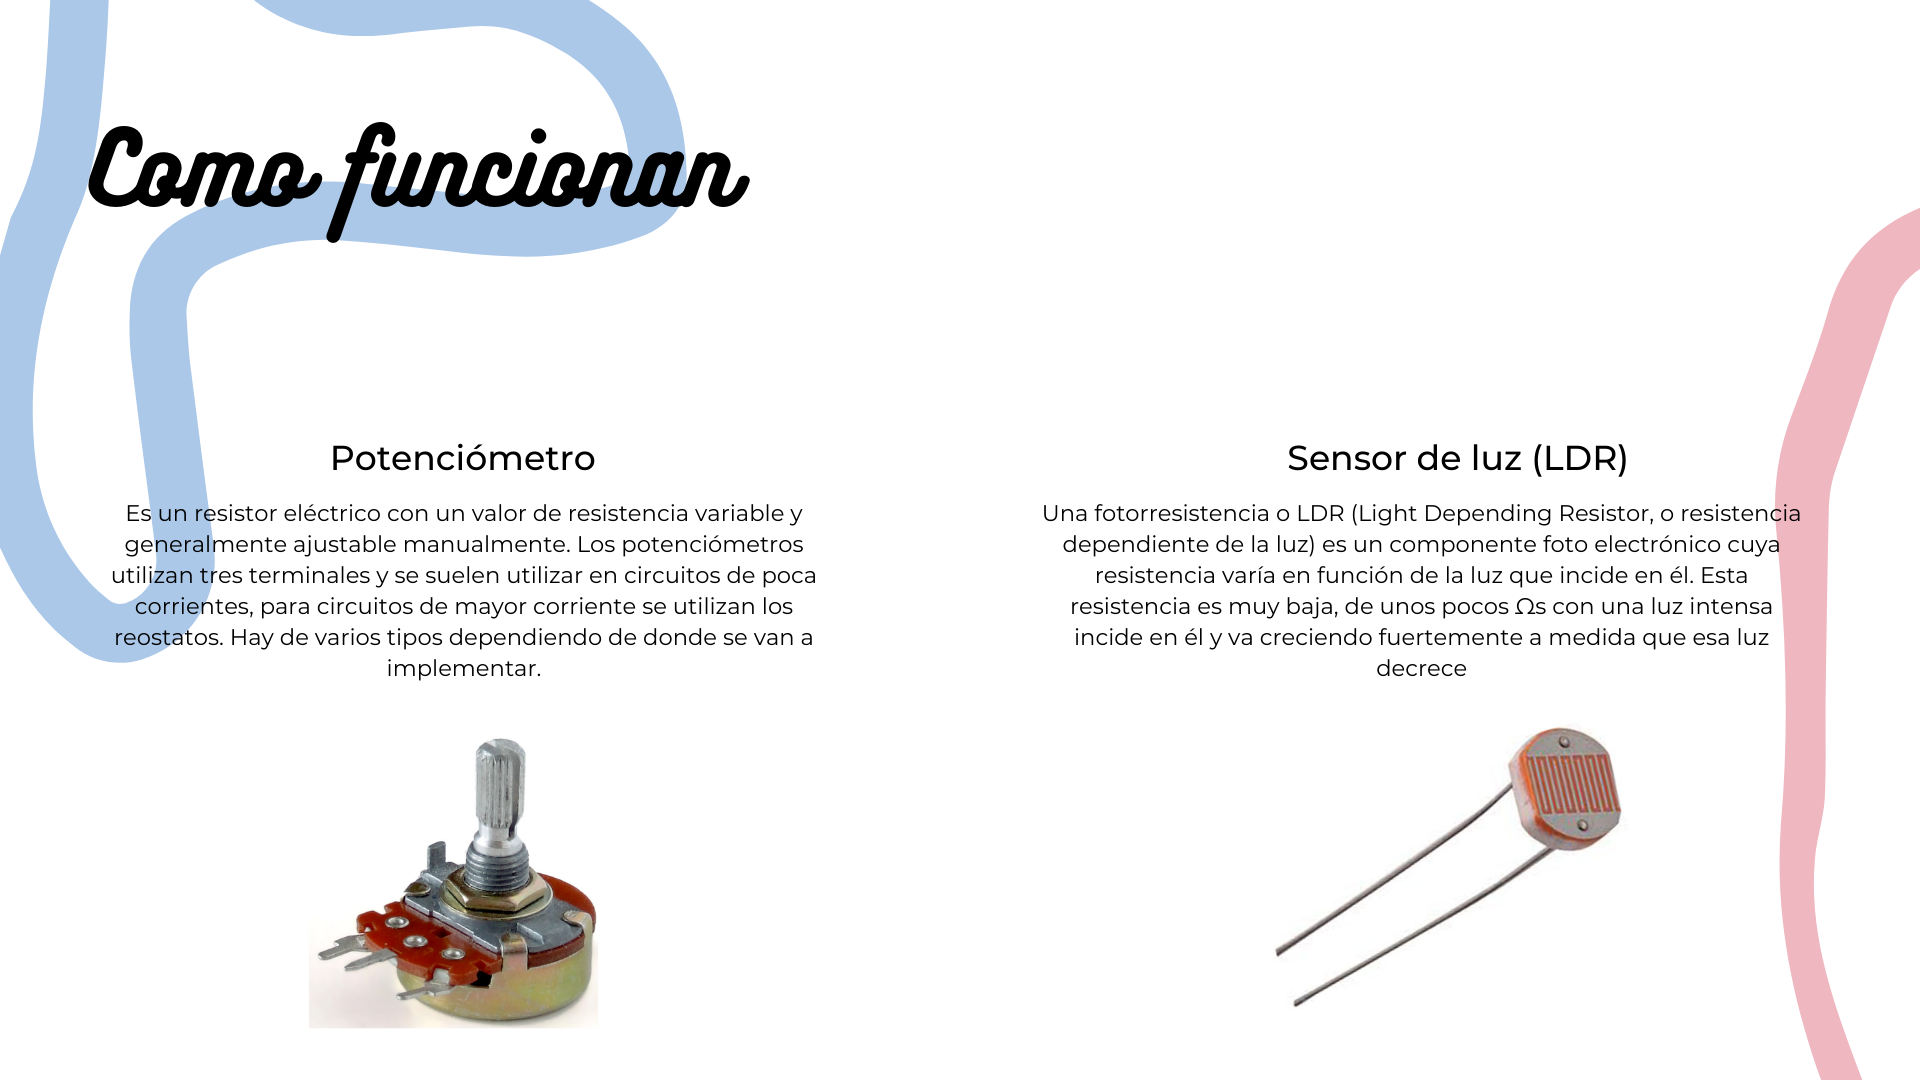 Como funcionan
Potenciómetro
Es un resistor eléctrico con un valor de resistencia variable y
generalmente ajustable manualmente. Los potenciómetros
utilizan tres terminales y se suelen utilizar en circuitos de poca
corrientes, para circuitos de mayor corriente se utilizan los
reostatos. Hay de varios tipos dependiendo de donde se van a
implementar.
Sensor de luz (LDR)
Una fotorresistencia o LDR (Light Depending Resistor, o resistencia
dependiente de la luz) es un componente foto electrónico cuya
resistencia varía en función de la luz que incide en él. Esta
resistencia es muy baja, de unos pocos Ωs con una luz intensa
incide en él y va creciendo fuertemente a medida que esa luz
decrece